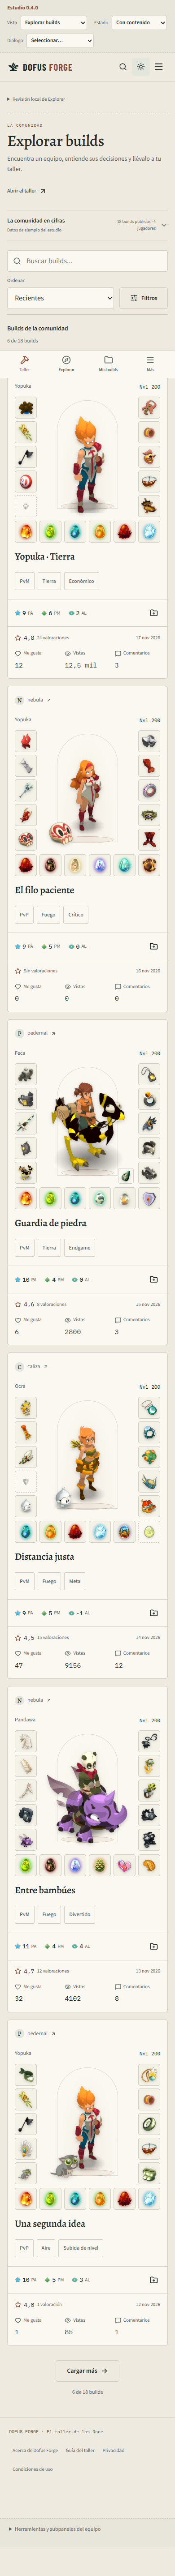 Estudio 0.4.0
Vista Explorar builds Estado Con contenido
Diálogo Seleccionar...
DOFUS FORGE
Revisión local de Explorar
LA COMUNIDAD
Explorar builds
Encuentra un equipo, entiende sus decisiones y llévalo a tu
taller.
Abrir el taller
La comunidad en cifras
Datos de ejemplo del estudio
Buscar builds...
Ordenar
Recientes
Filtros
Builds de la comunidad
6 de 18 builds
Taller Explorar Mis builds Más
Yopuka Nvl 200
Yopuka · Tierra
PvM Tierra Económico
9 PA 6 PM 2 AL
4,8 24 valoraciones 17 nov 2026
Me gusta Vistas Comentarios
12 12,5 mil 3
N nebula
Yopuka Nvl 200
El filo paciente
PvP Fuego Crítico
9 PA 5 PM 0 AL
Sin valoraciones 16 nov 2026
Me gusta Vistas Comentarios
0 0 0
P pedernal
Feca Nvl 200
Guardia de piedra
PvM Tierra Endgame
10 PA 4 PM 0 AL
4,6 8 valoraciones 15 nov 2026
Me gusta Vistas Comentarios
6 2800 3
C caliza
Ocra Nvl 200
Distancia justa
PvM Fuego Meta
9 PA 5 PM -1 AL
4,5 15 valoraciones 14 nov 2026
Me gusta Vistas Comentarios
47 9156 12
N nebula
Pandawa Nvl 200
Entre bambúes
PvM Fuego Divertido
11 PA 4 PM 4 AL
4,7 12 valoraciones 13 nov 2026
Me gusta Vistas Comentarios
32 4102 8
P pedernal
Yopuka Nvl 200
Una segunda idea
PvP Aire Subida de nivel
10 PA 5 PM 3 AL
4,0 1 valoración 12 nov 2026
Me gusta Vistas Comentarios
1 85 1
Cargar más
6 de 18 builds
DOFUS FORGE · El taller de los Doce
Acerca de Dofus Forge Guía del taller Privacidad
Condiciones de uso
Herramientas y subpaneles del equipo